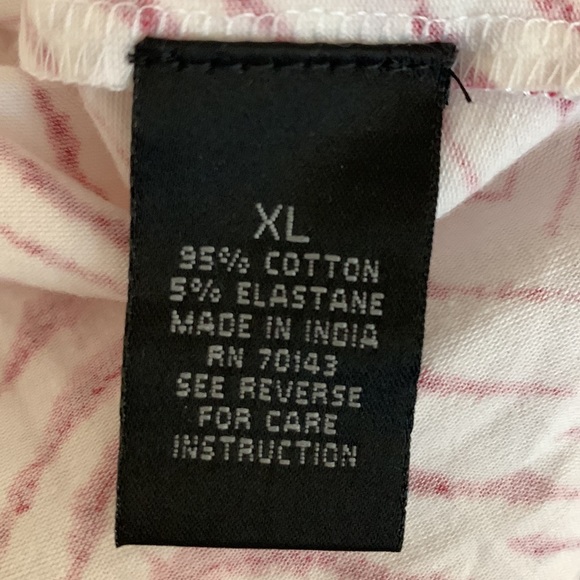 XL
95% COTTON
5% ELASTANE
MADE IN INDIA
RN 70143
SEE REVERSE
FOR CARE
INSTRUCTION